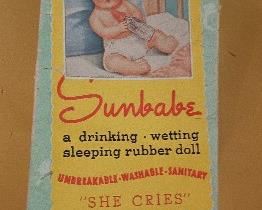 Sunbabe
a drinking · wetting
sleeping rubber doll
UNBREAKABLE·WASHABLE·SANITARY
"SHE CRIES"